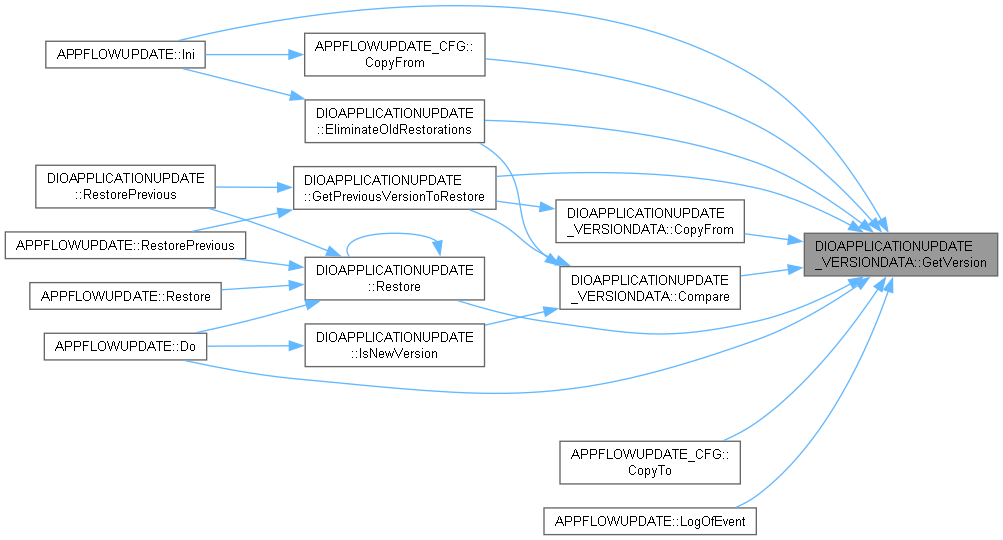 APPFLOWUPDATE::Ini
APPFLOWUPDATE_CFG::
CopyFrom
DIOAPPLICATIONUPDATE
::EliminateOldRestorations
DIOAPPLICATIONUPDATE
::RestorePrevious
DIOAPPLICATIONUPDATE
::GetPreviousVersionToRestore
DIOAPPLICATIONUPDATE
_VERSIONDATA::CopyFrom
APPFLOWUPDATE::RestorePrevious
DIOAPPLICATIONUPDATE
_VERSIONDATA::GetVersion
DIOAPPLICATIONUPDATE
::Restore
DIOAPPLICATIONUPDATE
_VERSIONDATA::Compare
APPFLOWUPDATE::Restore
APPFLOWUPDATE::Do
DIOAPPLICATIONUPDATE
::IsNewVersion
APPFLOWUPDATE_CFG::
CopyTo
APPFLOWUPDATE::LogOfEvent